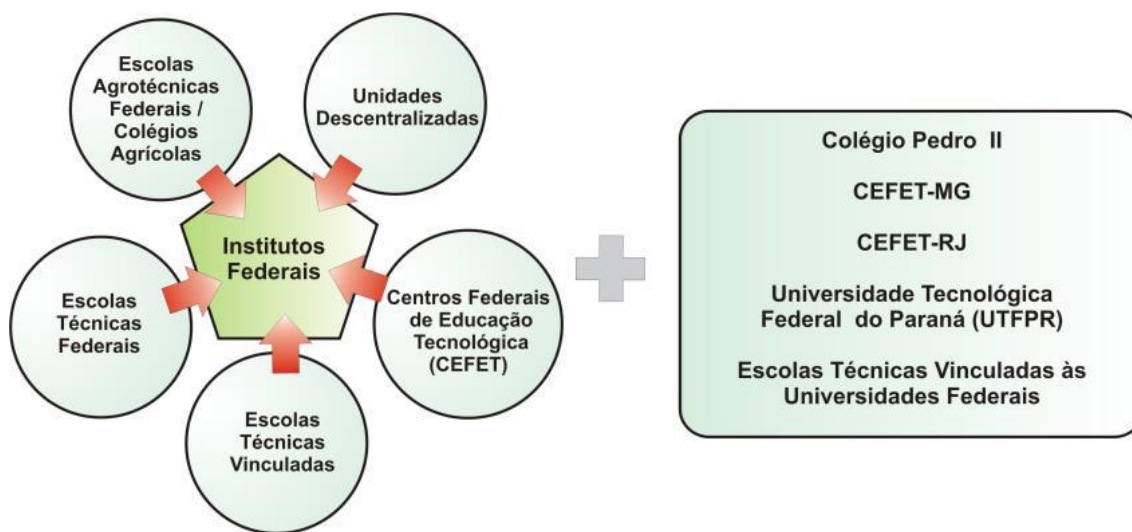 Escolas
Agrotécnicas
Federais /
Colégios
Agrícolas
Unidades
Descentralizadas
Institutos
Federais
Escolas
Técnicas
Federais
Centros Federais
de Educação
Tecnológica
(CEFET)
Escolas
Técnicas
Vinculadas
Colégio Pedro II
CEFET-MG
CEFET-RJ
Universidade Tecnológica
Federal do Paraná (UTFPR)
Escolas Técnicas Vinculadas às
Universidades Federais